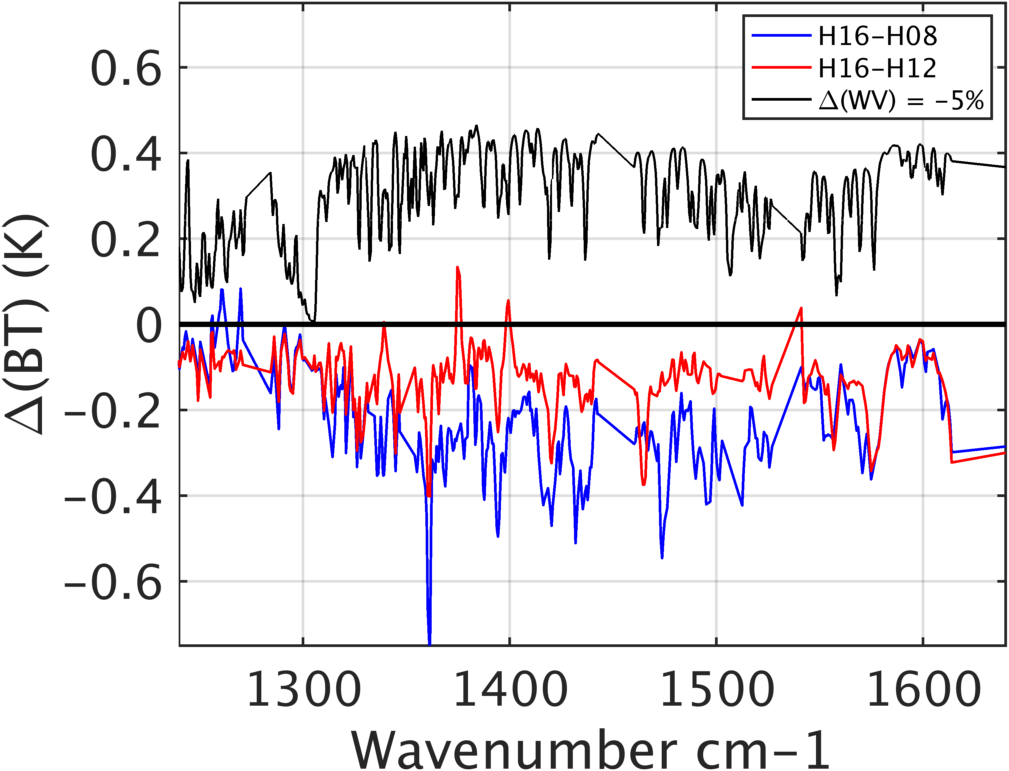 H16-H08
H16-H12
Δ(WV) = -5%
Δ(BT) (K)
0.6
0.4
0.2
0
-0.2
-0.4
-0.6
1300 1400 1500 1600
Wavenumber cm-1